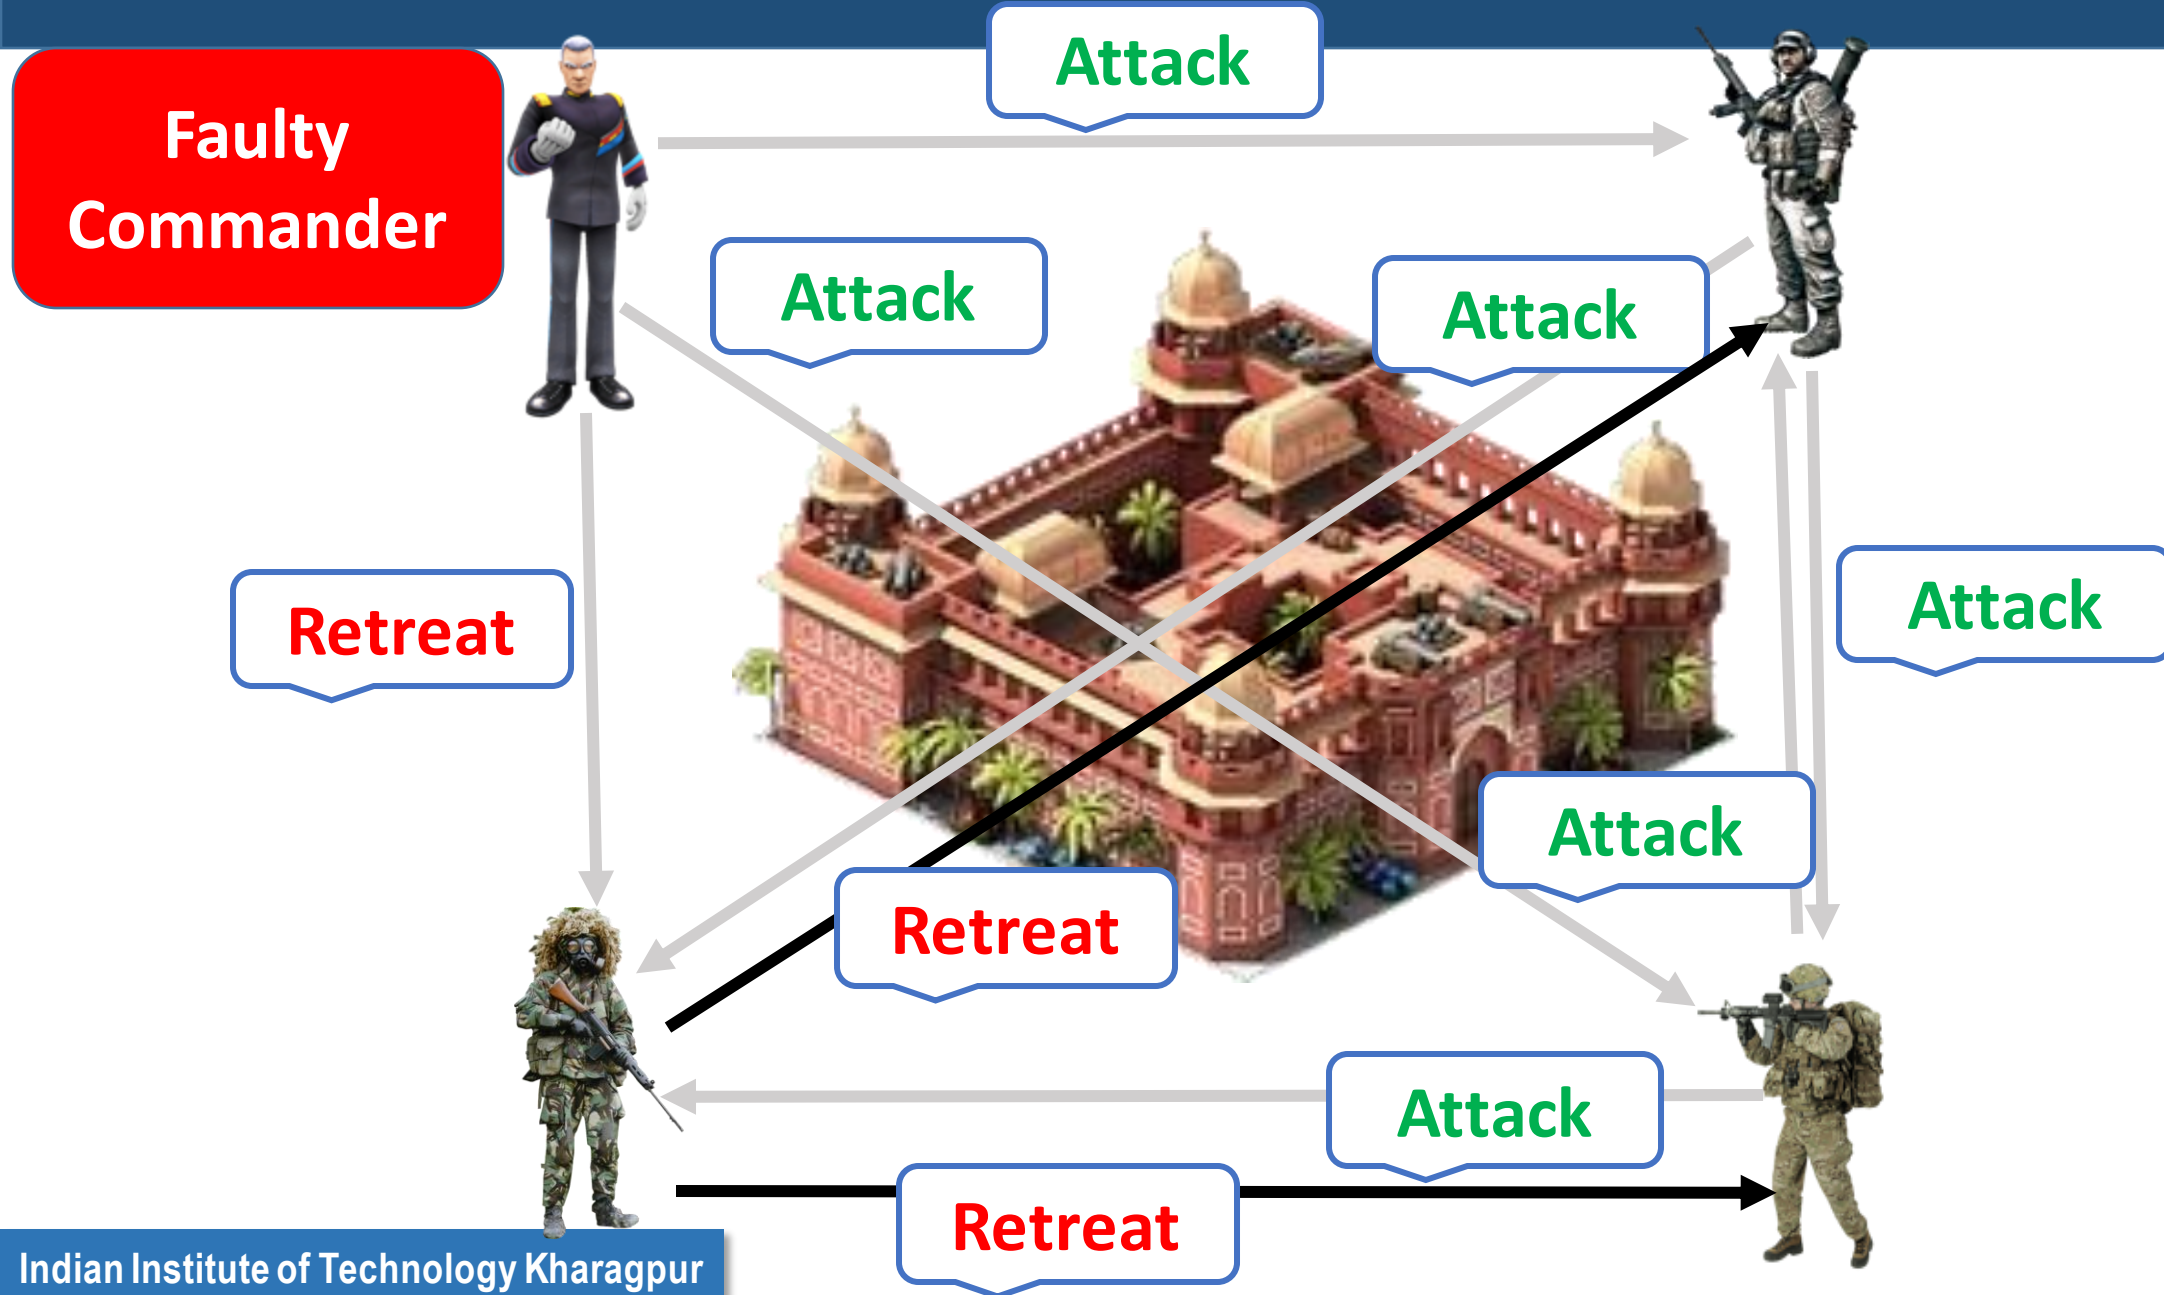 Attack
Faulty
Commander
Attack
Attack
Retreat
Attack
Attack
Retreat
Attack
Retreat
Indian Institute of Technology Kharagpur